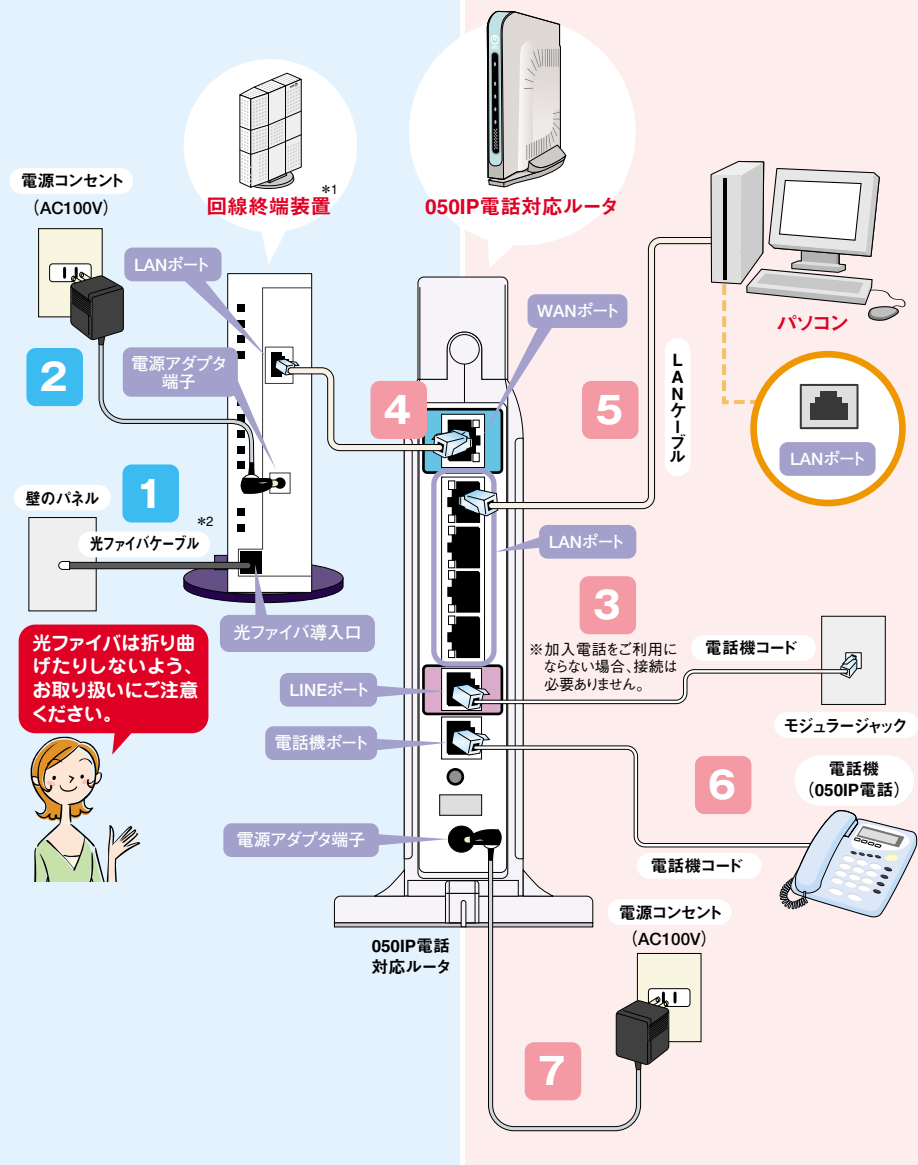 *1
回線終端装置
050IP電話対応ルータ
電源コンセント
（AC100V）
LANポート
電源アダプタ
端子
2
4
WANポート
5
LANケーブル
パソコン
LANポート
壁のパネル
1
*2
光ファイバケーブル
LANポート
光ファイバ導入口
3
※加入電話をご利用に
ならない場合、接続は
必要ありません。
電話機コード
モジュラージャック
光ファイバは折り曲
げたりしないよう、
お取り扱いにご注意
ください。
LINEポート
電話機ポート
6
電話機
（050IP電話）
電源アダプタ端子
電話機コード
050IP電話
対応ルータ
電源コンセント
（AC100V）
7